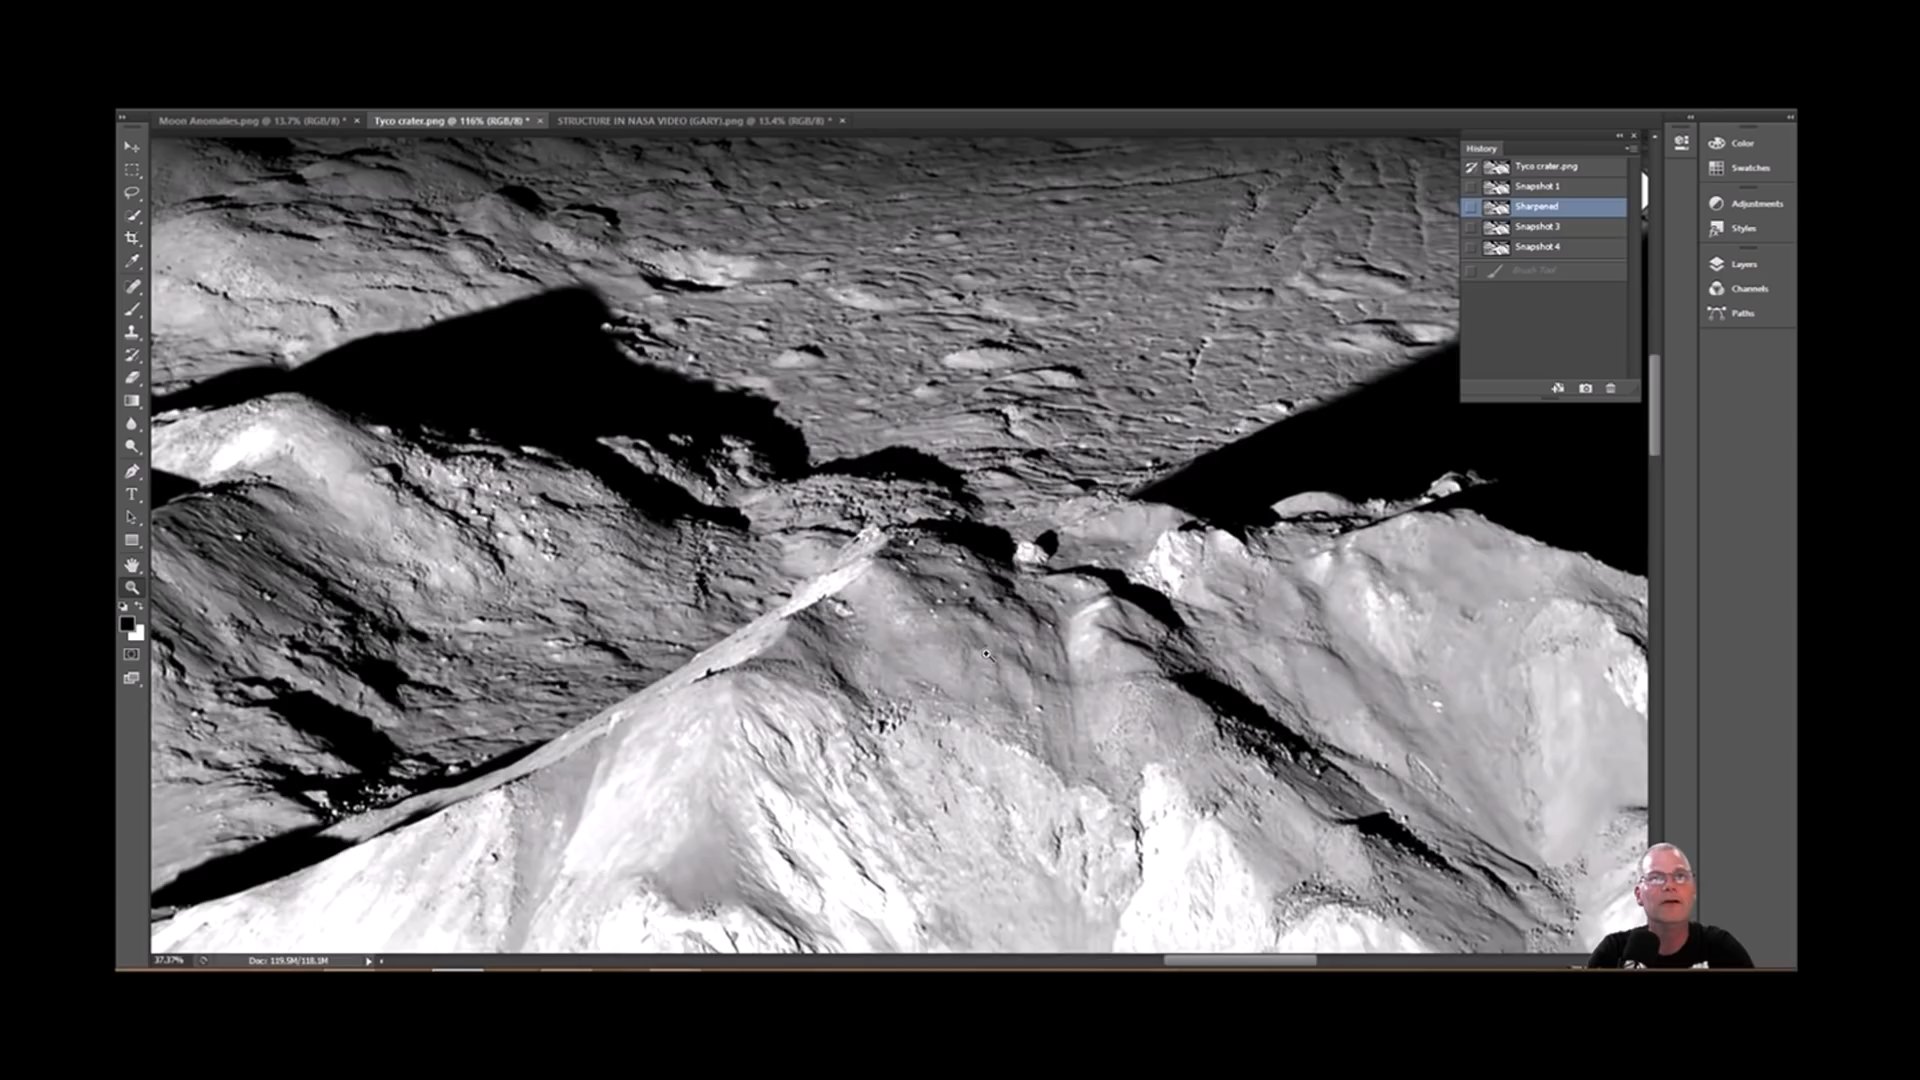 Moon Anomalies.png @ 13.7% (RGB/8) *
Tyco crater.png @ 116% (RGB/8) *
STRUCTURE IN NASA VIDEO (GARY).png @ 13.4% (RGB/8) *
History
Tyco crater.png
Snapshot 1
Sharpened
Snapshot 3
Snapshot 4
Brush Tool
Color
Swatches
Adjustments
Styles
Layers
Channels
Paths
37.37%
Doc: 119.5M/118.1M